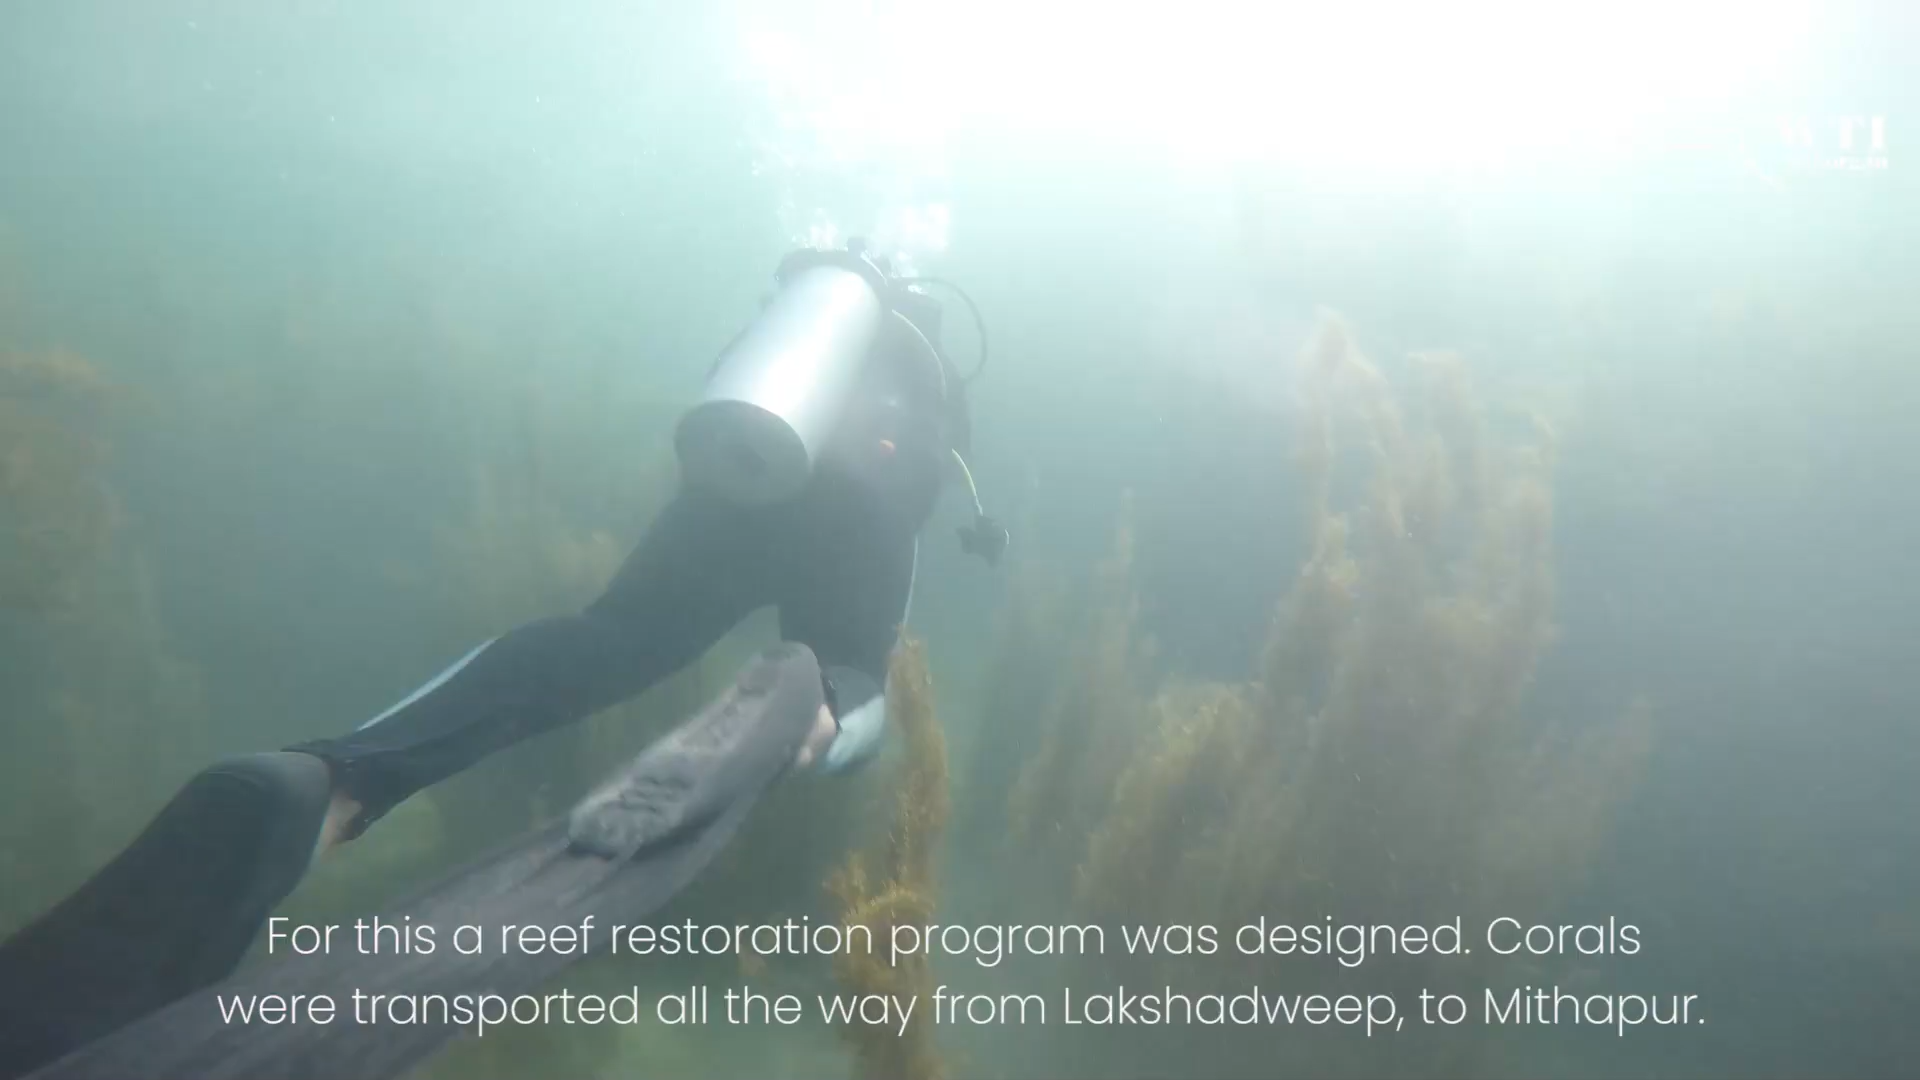 For this a reef restoration program was designed. Corals
were transported all the way from Lakshadweep, to Mithapur.